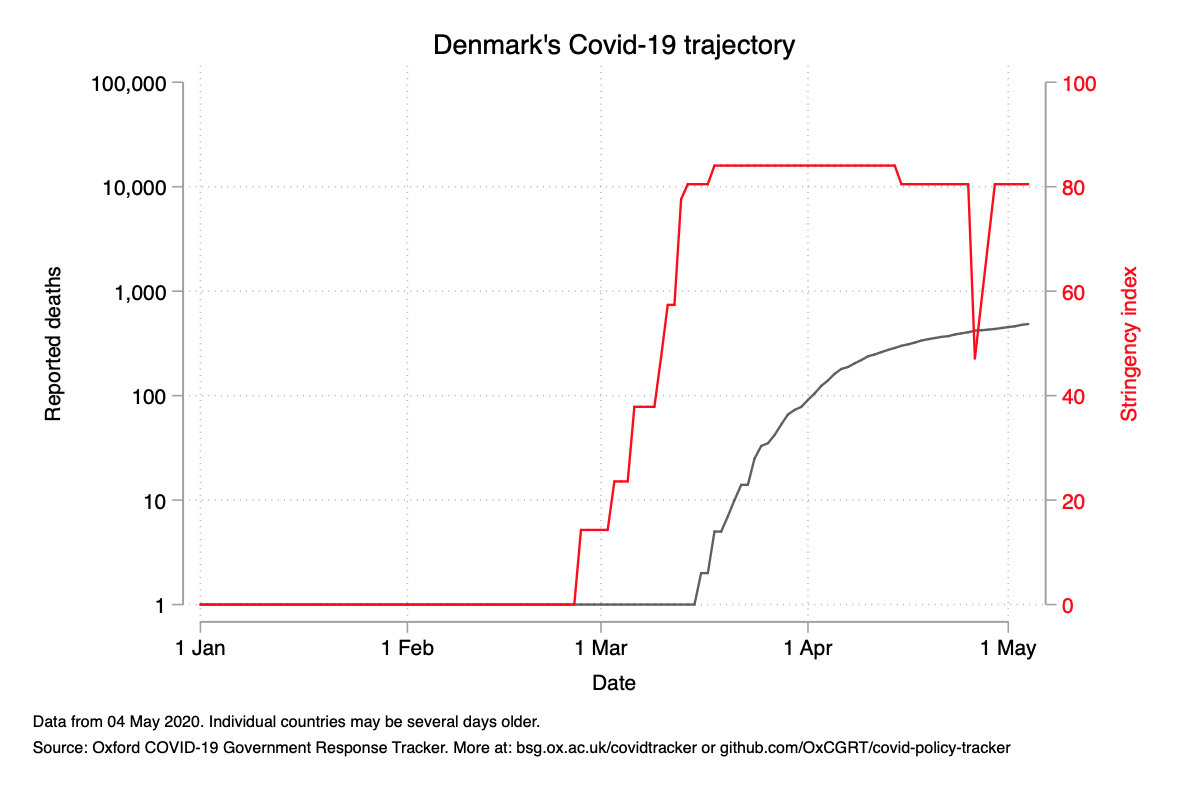 Denmark's Covid-19 trajectory
100,000
10,000
1,000
100
10
1
Reported deaths
100
80
60
40
20
0
Stringency index
1 Jan
1 Feb
1 Mar
1 Apr
1 May
Date
Data from 04 May 2020. Individual countries may be several days older.
Source: Oxford COVID-19 Government Response Tracker. More at: bsg.ox.ac.uk/covidtracker or github.com/OxCGRT/covid-policy-tracker